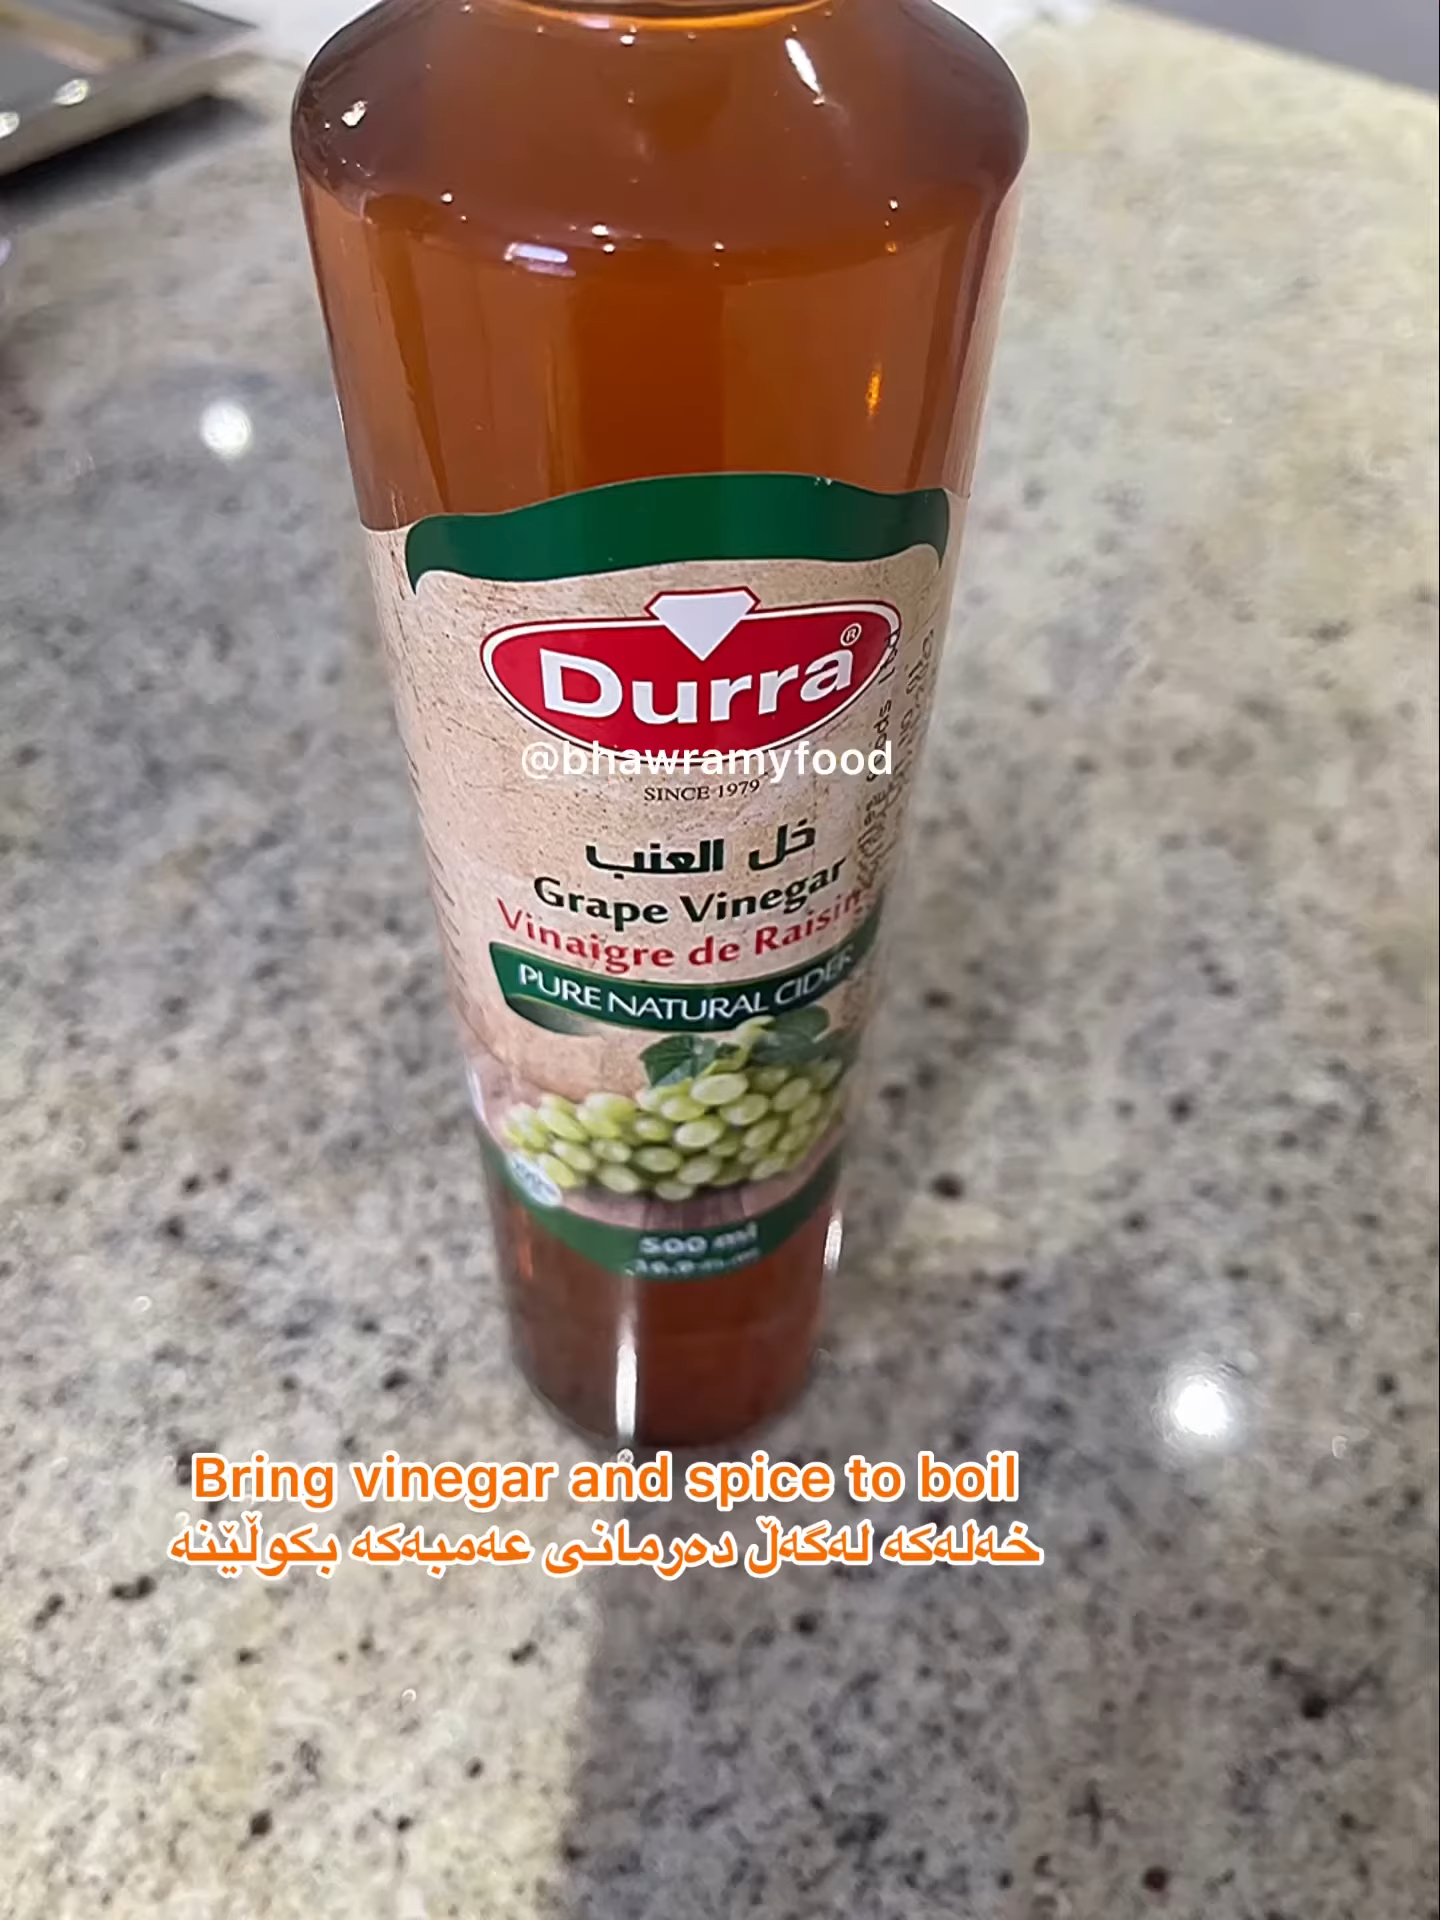 Durra®
@bhawramyfood
SINCE 1979
خل العنب
Grape Vinegar
Vinaigre de Raisin
PURE NATURAL CIDER
500 ml
Bring vinegar and spice to boil
خەلەکە لەگەڵ دەرمانی عەمبەکە بکوڵێنە